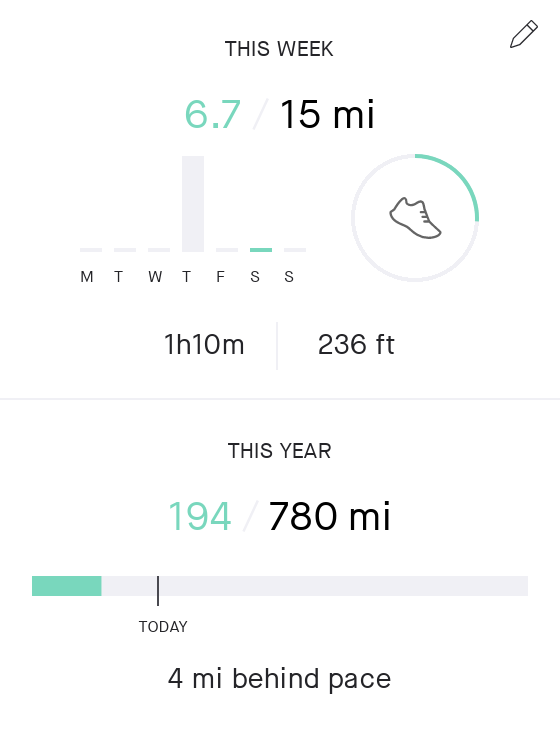 THIS WEEK
6.7 / 15 mi
M T W T F S S
1h10m 236 ft
THIS YEAR
194 / 780 mi
TODAY
4 mi behind pace